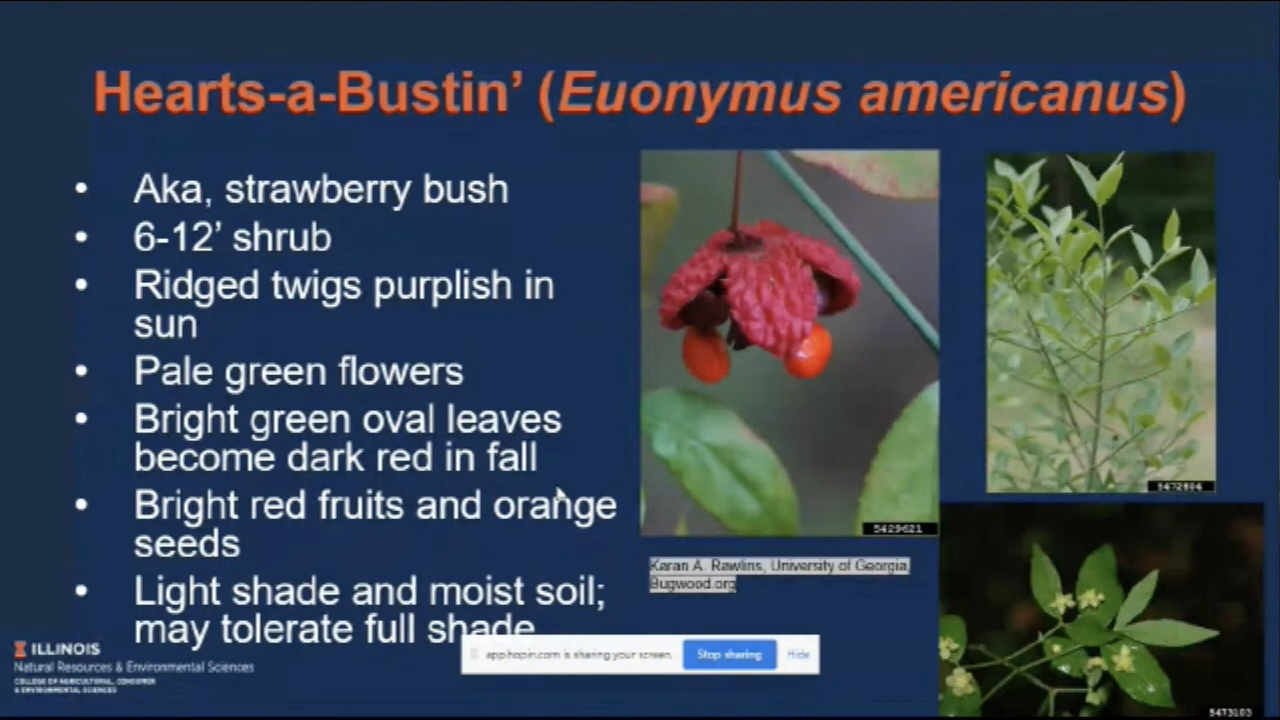 Hearts-a-Bustin’ (Euonymus americanus)
• Aka, strawberry bush
• 6-12’ shrub
• Ridged twigs purplish in
sun
• Pale green flowers
• Bright green oval leaves
become dark red in fall
• Bright red fruits and orange
seeds
• Light shade and moist soil;
may tolerate full shade
5429621
5472804
Karan A. Rawlins, University of Georgia,
Bugwood.org
5473103
I ILLINOIS
Natural Resources & Environmental Sciences
COLLEGE OF AGRICULTURAL, CONSUMER
& ENVIRONMENTAL SCIENCES
app.hopin.com is sharing your screen. Stop sharing Hide